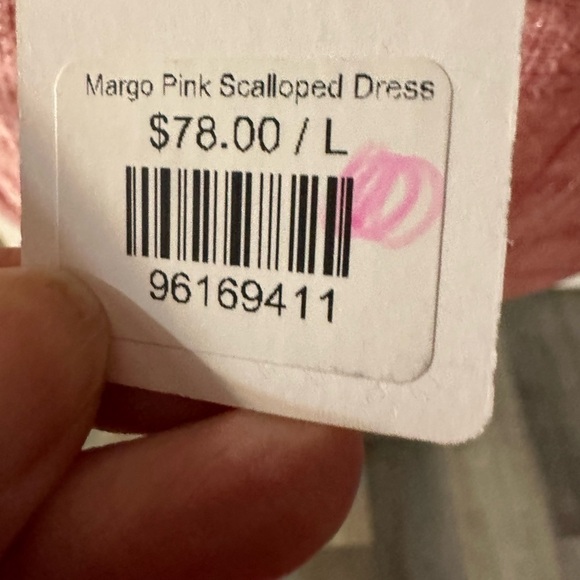 Margo Pink Scalloped Dress
$78.00 / L
96169411